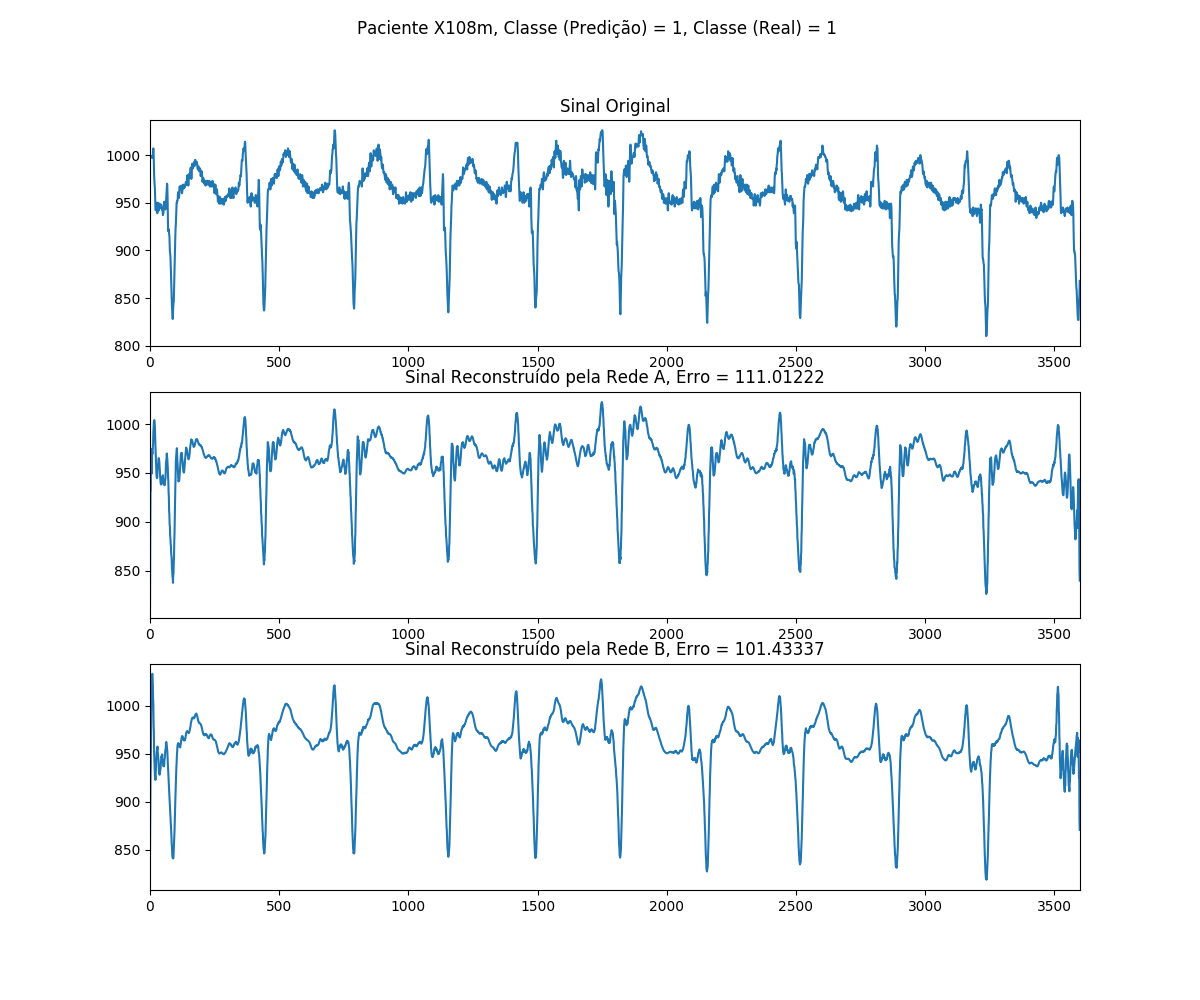 Paciente X108m, Classe (Predição) = 1, Classe (Real) = 1
Sinal Original
1000
950
900
850
800
0 500 1000 1500 2000 2500 3000 3500
Sinal Reconstruído pela Rede A, Erro = 111.01222
1000
950
900
850
0 500 1000 1500 2000 2500 3000 3500
Sinal Reconstruído pela Rede B, Erro = 101.43337
1000
950
900
850
0 500 1000 1500 2000 2500 3000 3500